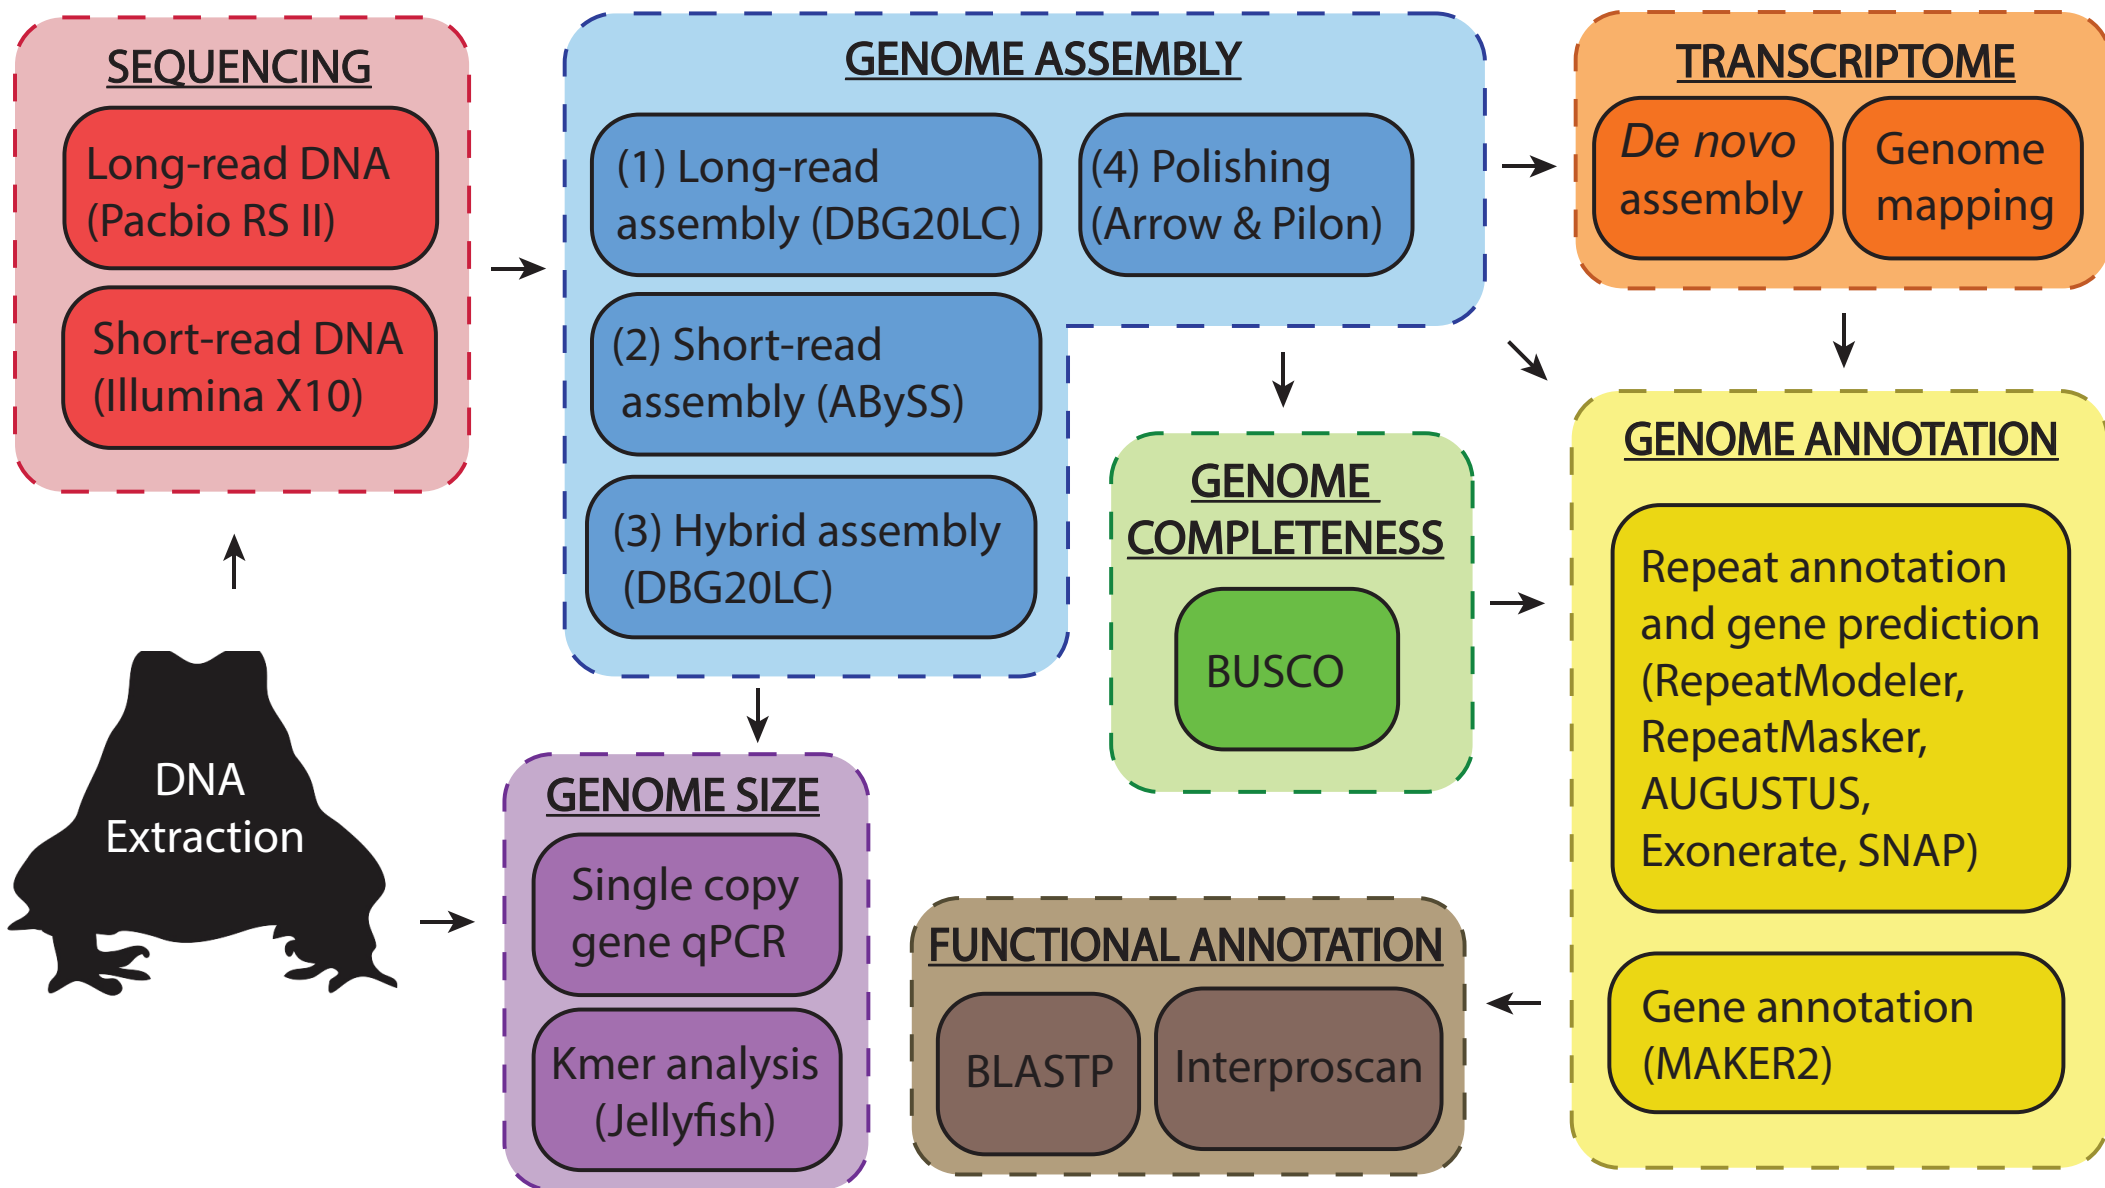 SEQUENCING
Long-read DNA
(Pacbio RS II)
Short-read DNA
(Illumina X10)
GENOME ASSEMBLY
(1) Long-read
assembly (DBG20LC)
(2) Short-read
assembly (ABySS)
(3) Hybrid assembly
(DBG20LC)
(4) Polishing
(Arrow & Pilon)
TRANSCRIPTOME
De novo
assembly
Genome
mapping
GENOME
COMPLETENESS
BUSCO
GENOME ANNOTATION
Repeat annotation
and gene prediction
(RepeatModeler,
RepeatMasker,
AUGUSTUS,
Exonerate, SNAP)
Gene annotation
(MAKER2)
DNA
Extraction
GENOME SIZE
Single copy
gene qPCR
Kmer analysis
(Jellyfish)
FUNCTIONAL ANNOTATION
BLASTP
Interproscan